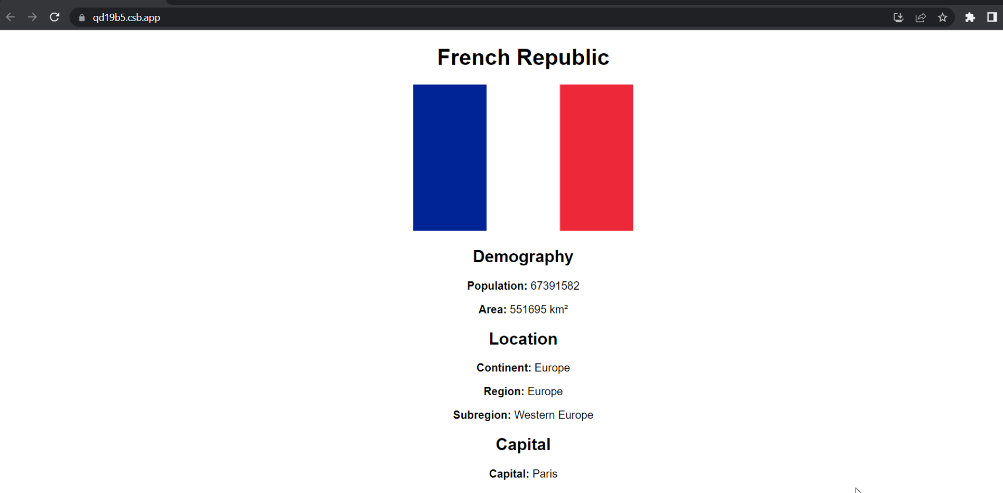 qd19b5.csb.app
French Republic
Demography
Population: 67391582
Area: 551695 km²
Location
Continent: Europe
Region: Europe
Subregion: Western Europe
Capital
Capital: Paris